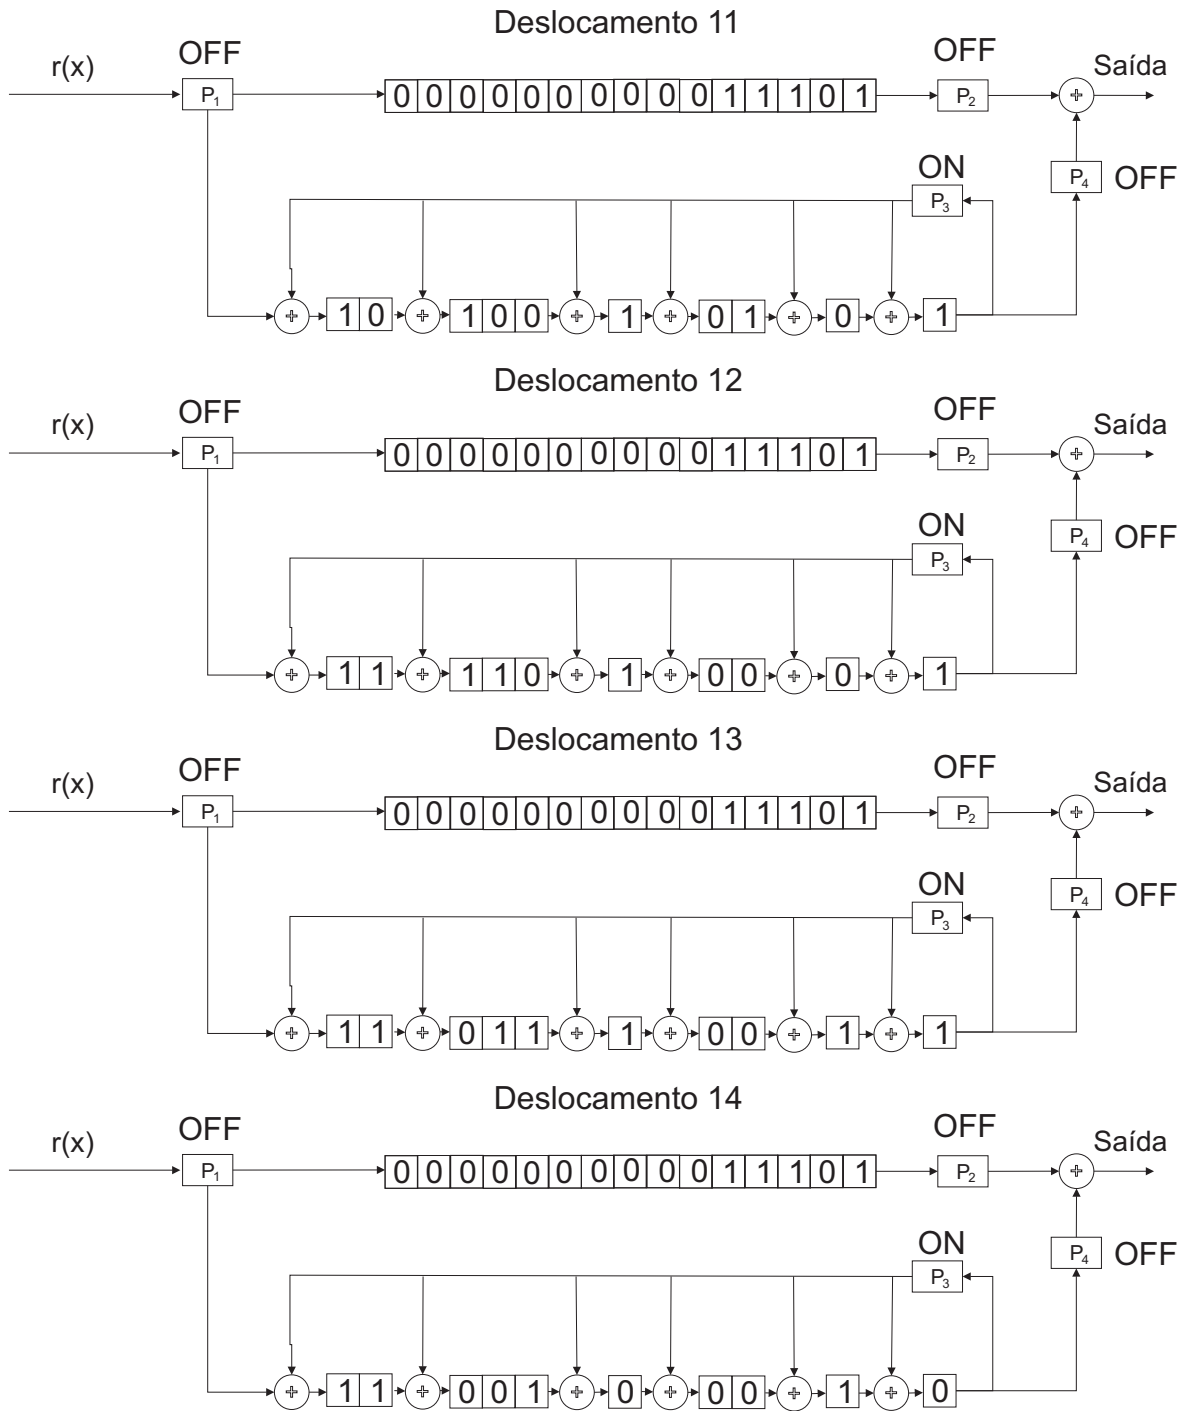 Deslocamento 11
OFF OFF
r(x) P1 0 0 0 0 0 0 0 0 0 0 1 1 1 0 1 P2 Saída
ON
P3 P4 OFF
1 0 1 0 0 1 0 1 0 1
Deslocamento 12
OFF OFF
r(x) P1 0 0 0 0 0 0 0 0 0 0 1 1 1 0 1 P2 Saída
ON
P3 P4 OFF
1 1 1 1 0 1 0 0 0 1
Deslocamento 13
OFF OFF
r(x) P1 0 0 0 0 0 0 0 0 0 0 1 1 1 0 1 P2 Saída
ON
P3 P4 OFF
1 1 0 1 1 1 0 0 1 1
Deslocamento 14
OFF OFF
r(x) P1 0 0 0 0 0 0 0 0 0 0 1 1 1 0 1 P2 Saída
ON
P3 P4 OFF
1 1 0 0 1 0 0 0 1 0